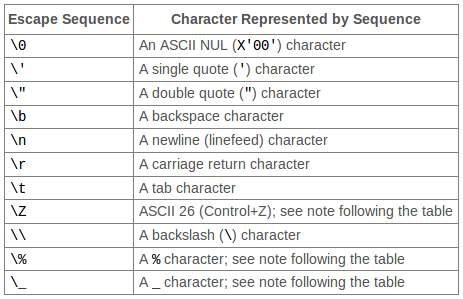 Escape Sequence Character Represented by Sequence
\0 An ASCII NUL (X'00') character
\' A single quote (') character
\" A double quote (") character
\b A backspace character
\n A newline (linefeed) character
\r A carriage return character
\t A tab character
\Z ASCII 26 (Control+Z); see note following the table
\\ A backslash (\) character
\% A % character; see note following the table
\_ A _ character; see note following the table